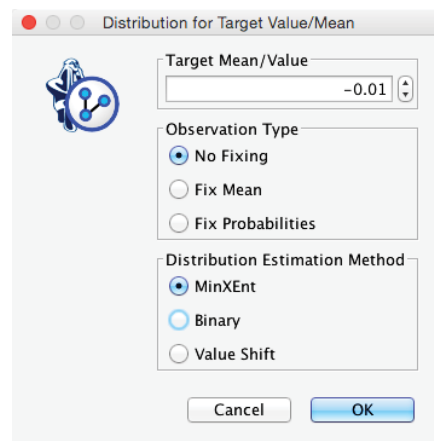 Distribution for Target Value/Mean
Target Mean/Value
-0.01
Observation Type
No Fixing
Fix Mean
Fix Probabilities
Distribution Estimation Method
MinXEnt
Binary
Value Shift
Cancel OK